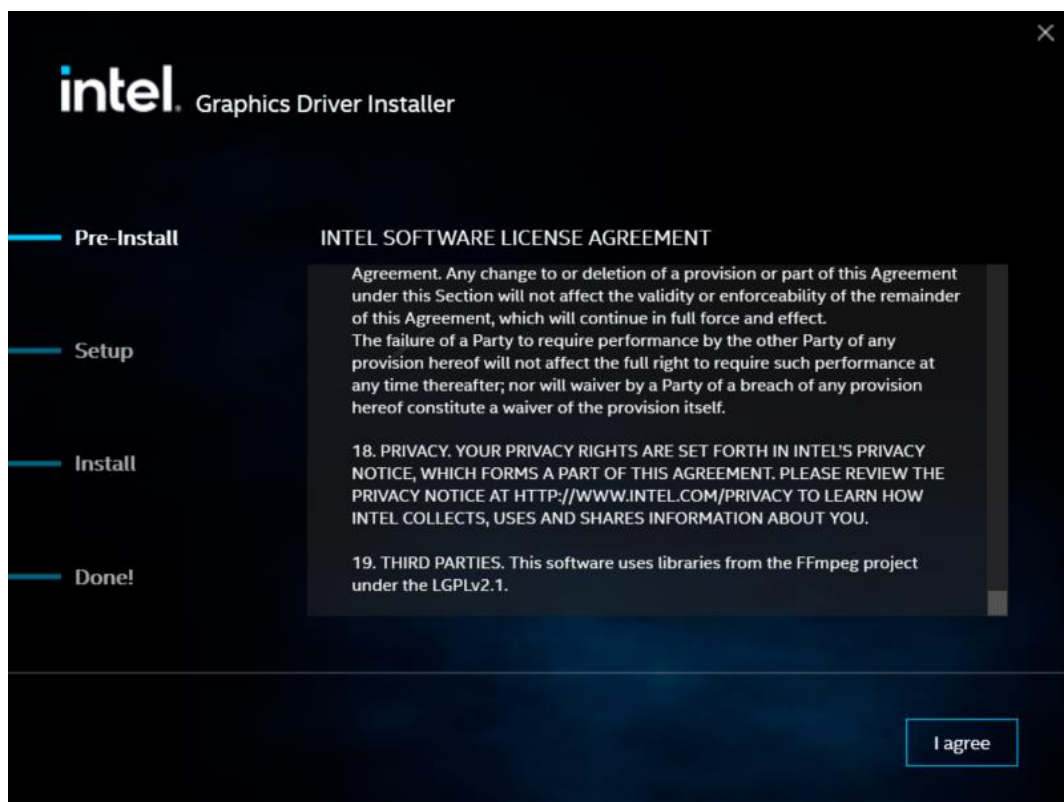 intel. Graphics Driver Installer
Pre-Install
Setup
Install
Done!
INTEL SOFTWARE LICENSE AGREEMENT
Agreement. Any change to or deletion of a provision or part of this Agreement
under this Section will not affect the validity or enforceability of the remainder
of this Agreement, which will continue in full force and effect.
The failure of a Party to require performance by the other Party of any
provision hereof will not affect the full right to require such performance at
any time thereafter; nor will waiver by a Party of a breach of any provision
hereof constitute a waiver of the provision itself.
18. PRIVACY. YOUR PRIVACY RIGHTS ARE SET FORTH IN INTEL'S PRIVACY
NOTICE, WHICH FORMS A PART OF THIS AGREEMENT. PLEASE REVIEW THE
PRIVACY NOTICE AT HTTP://WWW.INTEL.COM/PRIVACY TO LEARN HOW
INTEL COLLECTS, USES AND SHARES INFORMATION ABOUT YOU.
19. THIRD PARTIES. This software uses libraries from the FFmpeg project
under the LGPLv2.1.
I agree